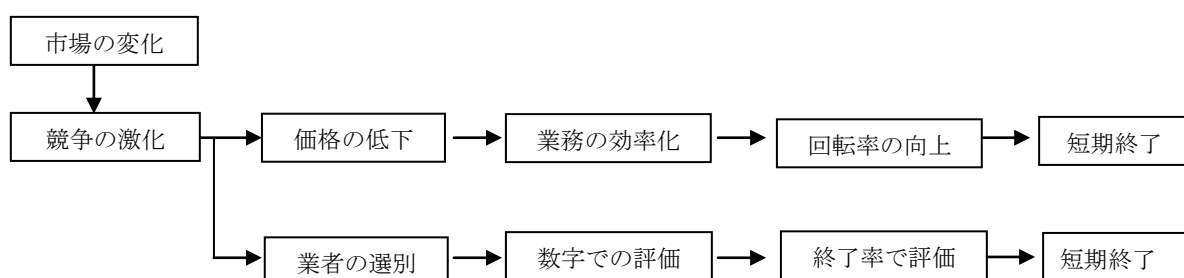 市場の変化
競争の激化
価格の低下
業務の効率化
回転率の向上
短期終了
業者の選別
数字での評価
終了率で評価
短期終了